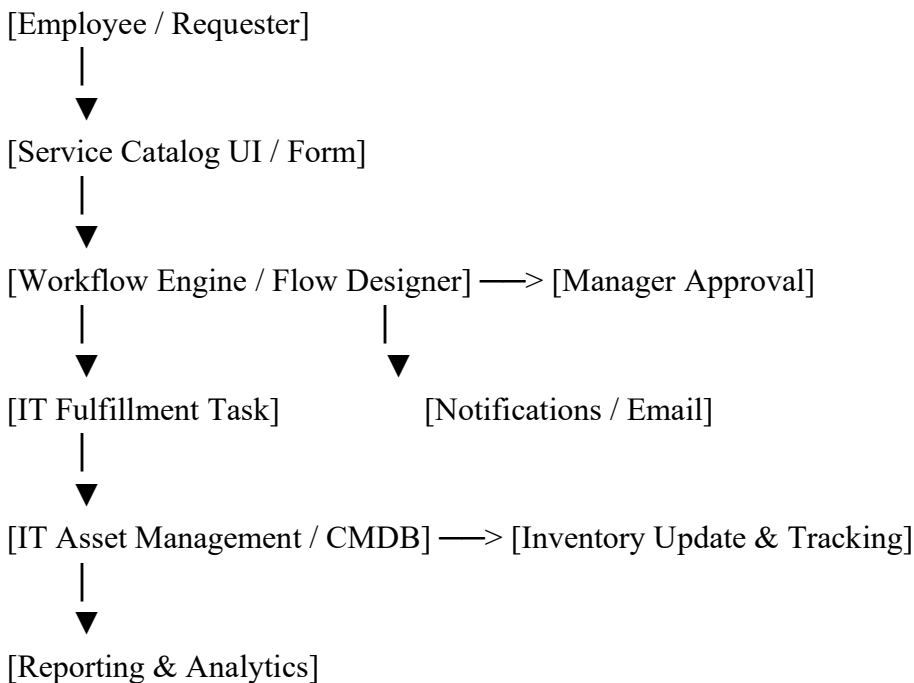 [Employee / Requester]
[Service Catalog UI / Form]
[Workflow Engine / Flow Designer] ──> [Manager Approval]
[IT Fulfillment Task] [Notifications / Email]
[IT Asset Management / CMDB] ──> [Inventory Update & Tracking]
[Reporting & Analytics]